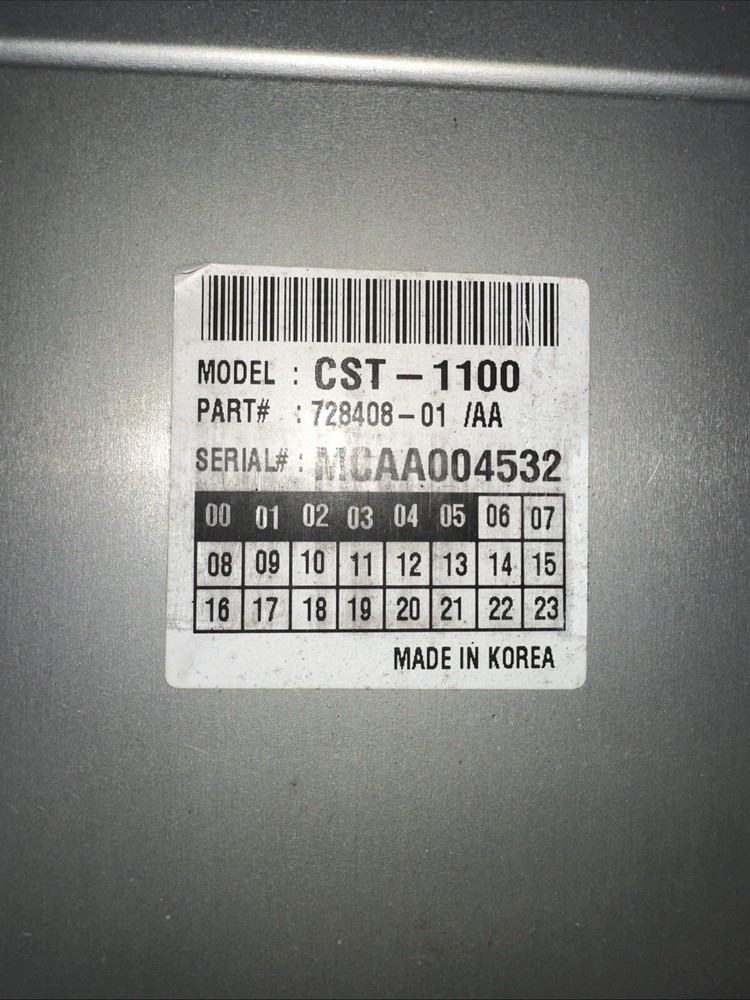 MODEL : CST-1100
PART# : 728408-01 /AA
SERIAL# : MCAA004532
00 01 02 03 04 05 06 07
08 09 10 11 12 13 14 15
16 17 18 19 20 21 22 23
MADE IN KOREA